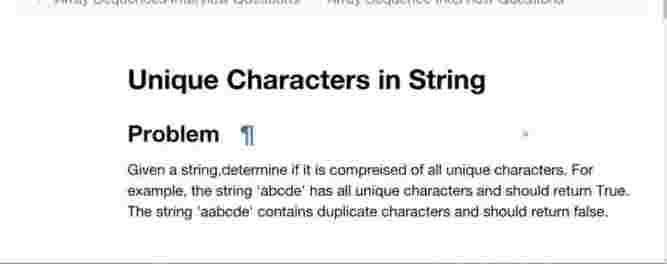 Unique Characters in String
Problem ¶
Given a string,determine if it is compreised of all unique characters. For
example, the string 'abcde' has all unique characters and should return True.
The string 'aabcde' contains duplicate characters and should return false.